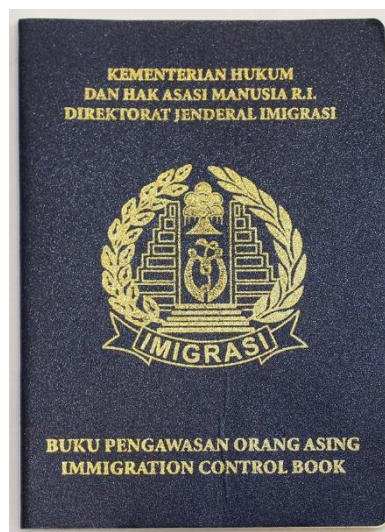 KEMENTERIAN HUKUM
DAN HAK ASASI MANUSIA R.I.
DIREKTORAT JENDERAL IMIGRASI
IMIGRASI
BUKU PENGAWASAN ORANG ASING
IMMIGRATION CONTROL BOOK